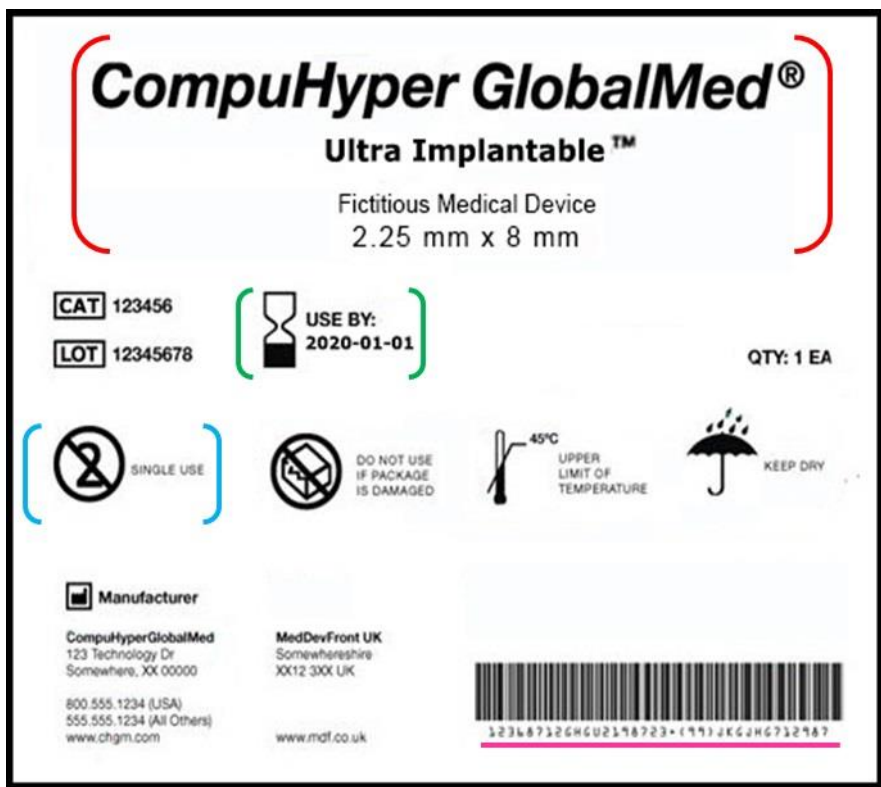 CompuHyper GlobalMed®
Ultra Implantable™
Fictitious Medical Device
2.25 mm x 8 mm
CAT 123456
LOT 12345678
USE BY:
2020-01-01
QTY: 1 EA
2 SINGLE USE
DO NOT USE
IF PACKAGE
IS DAMAGED
45°C
UPPER
LIMIT OF
TEMPERATURE
KEEP DRY
Manufacturer
CompuHyperGlobalMed
123 Technology Dr
Somewhere, XX 00000
800.555.1234 (USA)
555.555.1234 (All Others)
www.chgm.com
MedDevFront UK
Somewhereshire
XX12 3XX UK
www.mdf.co.uk